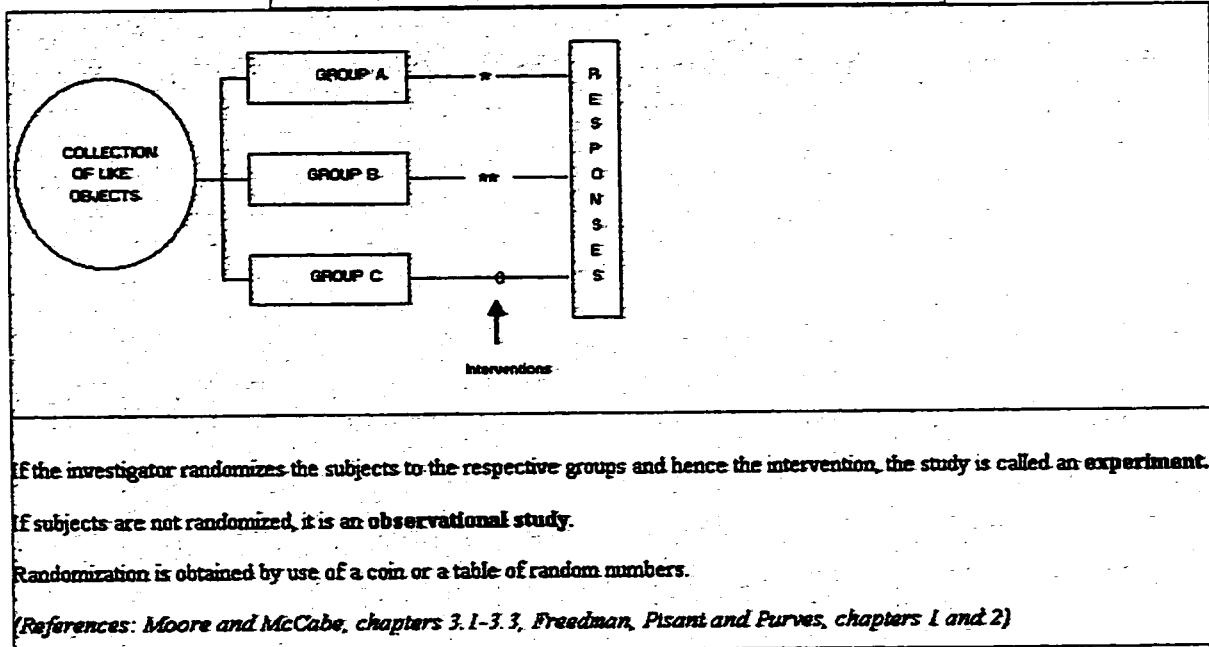 COLLECTION
OF LIKE
OBJECTS
GROUP A
*
GROUP B
**
GROUP C
R
E
S
P
O
N
S
E
S
Interventions
If the investigator randomizes the subjects to the respective groups and hence the intervention, the study is called an experiment.
If subjects are not randomized, it is an observational study.
Randomization is obtained by use of a coin or a table of random numbers.
(References: Moore and McCabe, chapters 3.1-3.3, Freedman, Pisant and Purves, chapters 1 and 2)